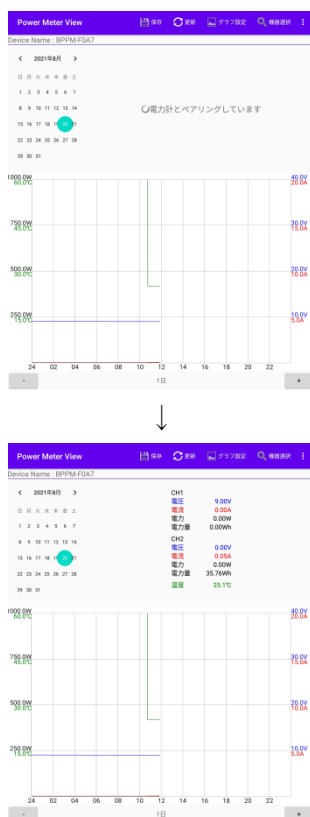 Power Meter View 保存 更新 グラフ設定 機器選択
Device Name : BPPM-F0A7
< 2021年8月 >
日 月 火 水 木 金 土
1 2 3 4 5 6 7
8 9 10 11 12 13 14
15 16 17 18 19 20 21
22 23 24 25 26 27 28
29 30 31
電力計とペアリングしています
1000.0W 40.0V
60.0℃ 20.0A
750.0W 30.0V
45.0℃ 15.0A
500.0W 20.0V
30.0℃ 10.0A
250.0W 10.0V
15.0℃ 5.0A
24 02 04 06 08 10 12 14 16 18 20 22
- 1日 +
↓
Power Meter View 保存 更新 グラフ設定 機器選択
Device Name : BPPM-F0A7
< 2021年8月 >
日 月 火 水 木 金 土
1 2 3 4 5 6 7
8 9 10 11 12 13 14
15 16 17 18 19 20 21
22 23 24 25 26 27 28
29 30 31
CH1
電圧 9.00V
電流 0.00A
電力 0.00W
電力量 0.00Wh
CH2
電圧 0.00V
電流 0.05A
電力 0.00W
電力量 35.76Wh
温度 25.1℃
1000.0W 40.0V
60.0℃ 20.0A
750.0W 30.0V
45.0℃ 15.0A
500.0W 20.0V
30.0℃ 10.0A
250.0W 10.0V
15.0℃ 5.0A
24 02 04 06 08 10 12 14 16 18 20 22
- 1日 +